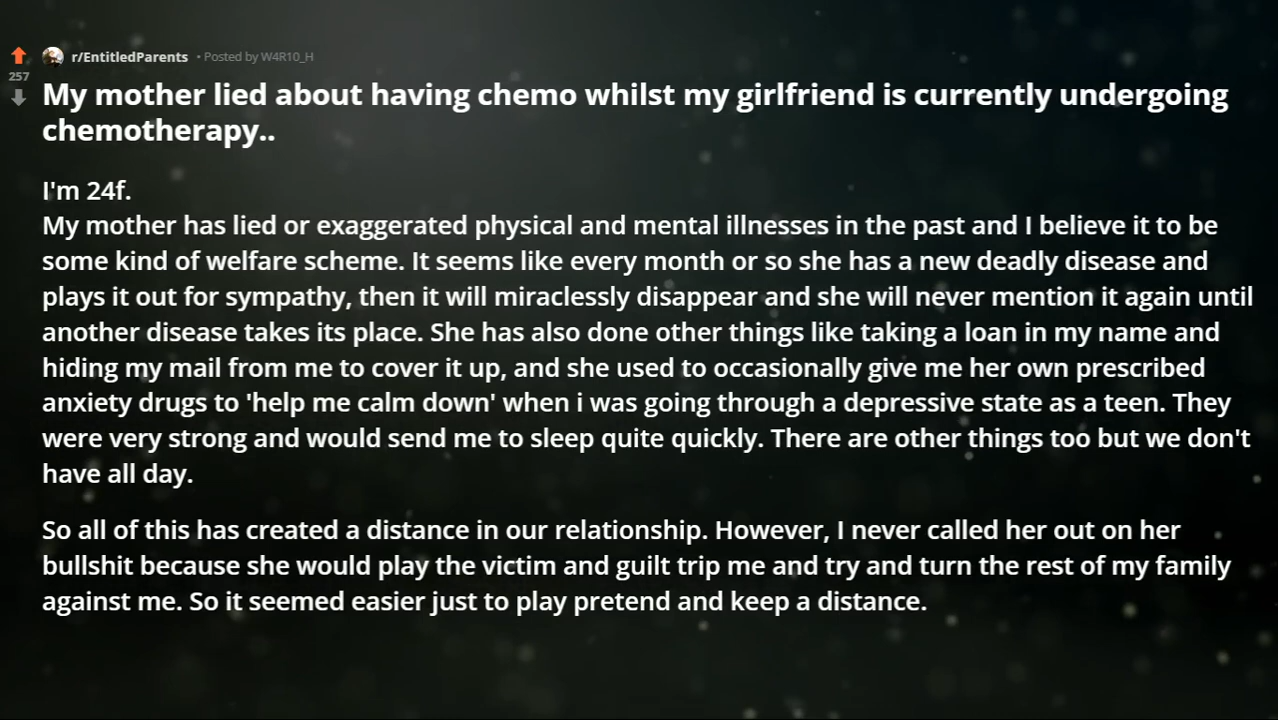 r/EntitledParents • Posted by W4R10_H
257
My mother lied about having chemo whilst my girlfriend is currently undergoing
chemotherapy..
I'm 24f.
My mother has lied or exaggerated physical and mental illnesses in the past and I believe it to be
some kind of welfare scheme. It seems like every month or so she has a new deadly disease and
plays it out for sympathy, then it will miraclessly disappear and she will never mention it again until
another disease takes its place. She has also done other things like taking a loan in my name and
hiding my mail from me to cover it up, and she used to occasionally give me her own prescribed
anxiety drugs to 'help me calm down' when i was going through a depressive state as a teen. They
were very strong and would send me to sleep quite quickly. There are other things too but we don't
have all day.
So all of this has created a distance in our relationship. However, I never called her out on her
bullshit because she would play the victim and guilt trip me and try and turn the rest of my family
against me. So it seemed easier just to play pretend and keep a distance.